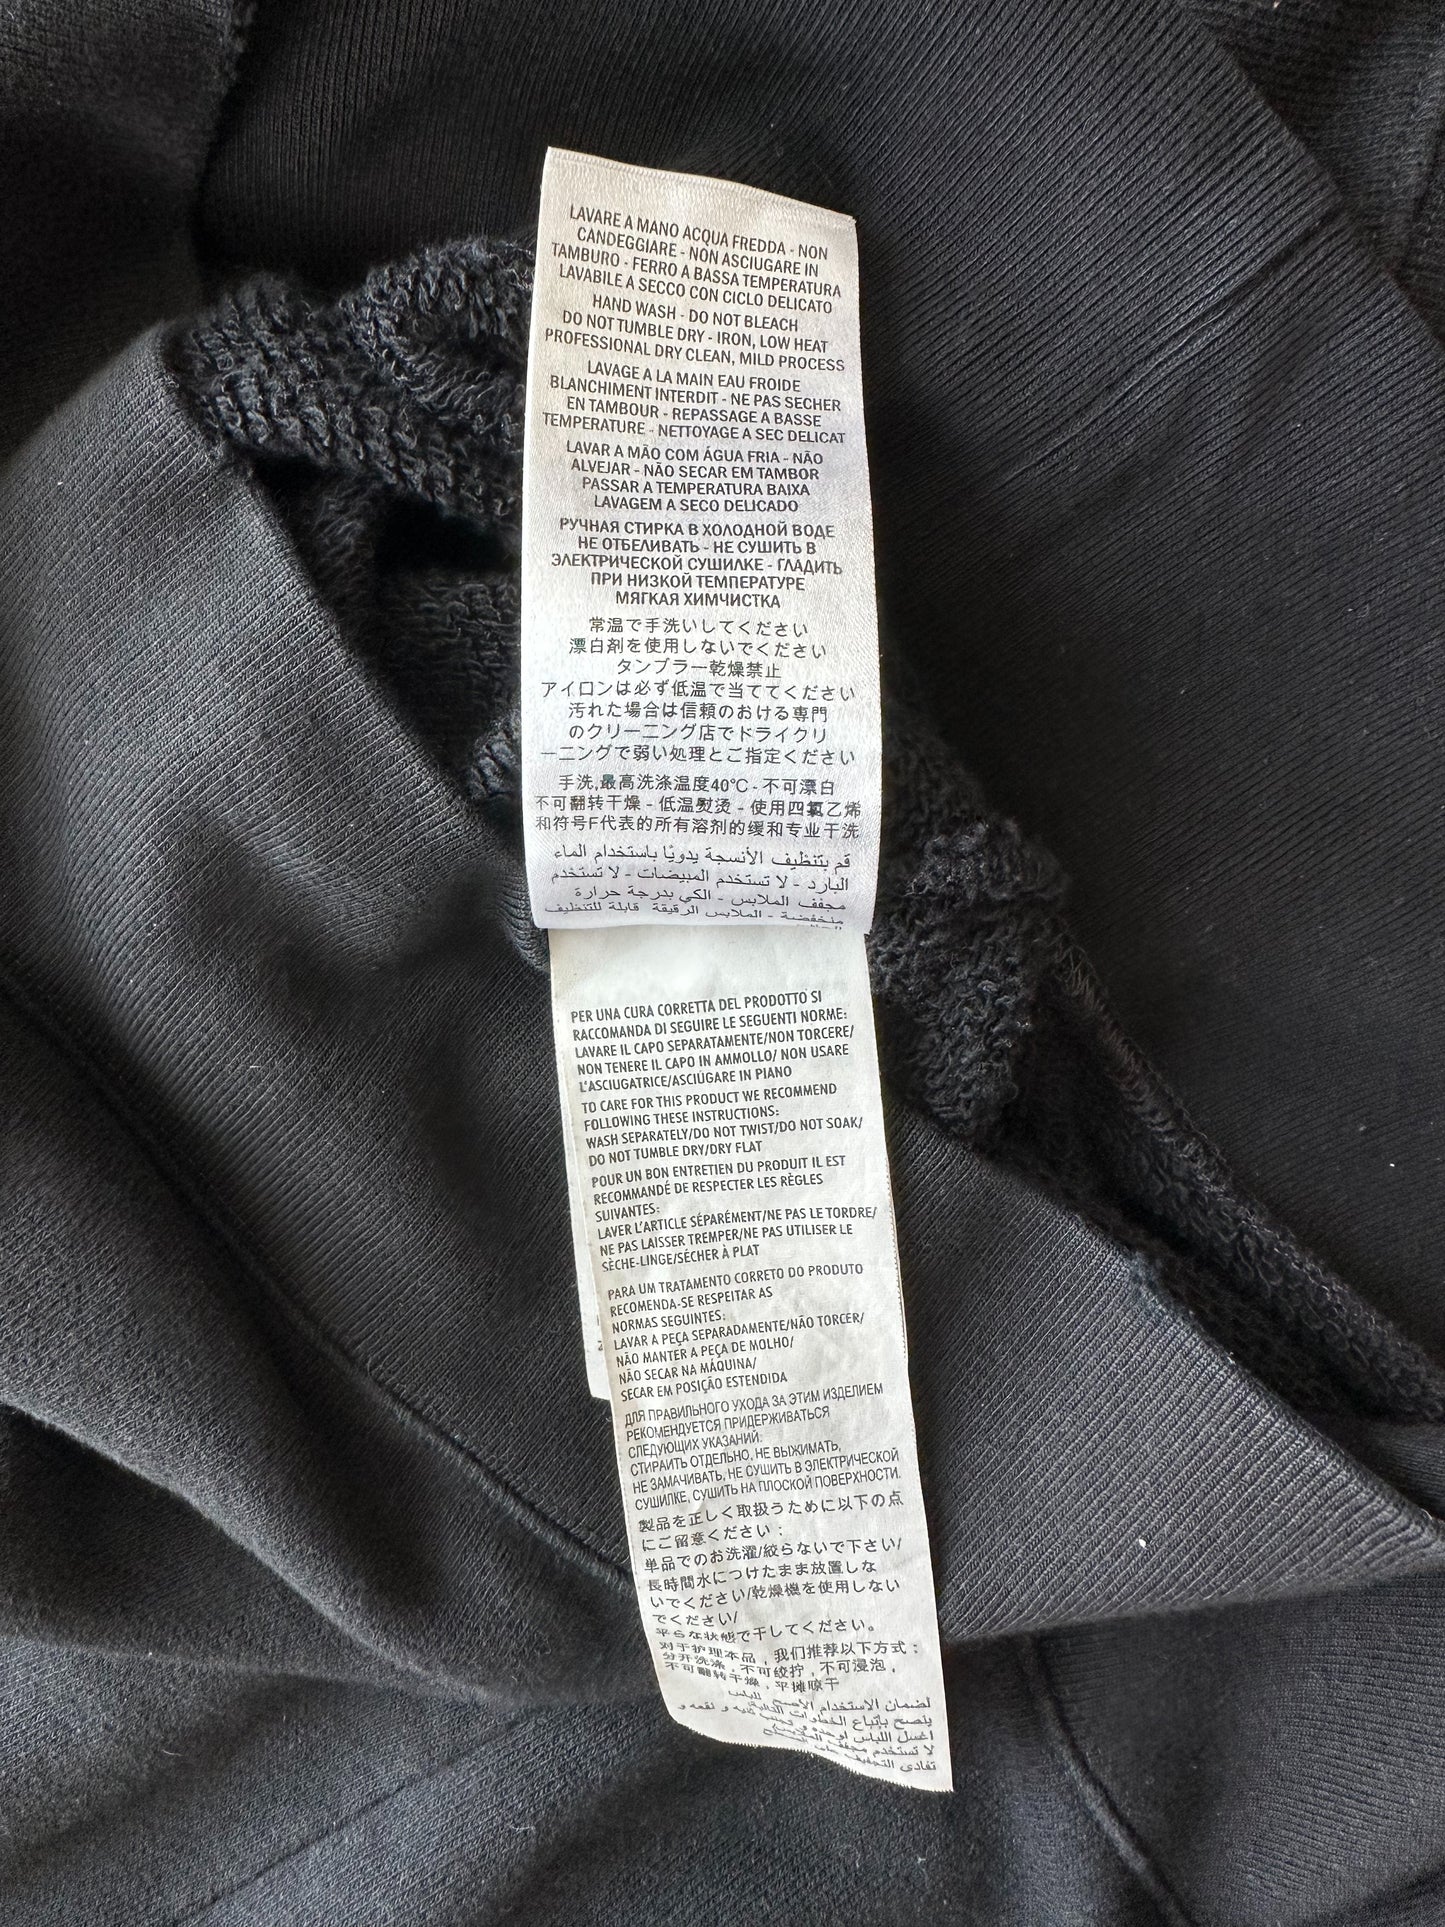 LAVARE A MANO ACQUA FREDDA - NON
CANDEGGIARE - NON ASCIUGARE IN
TAMBURO - FERRO A BASSA TEMPERATURA
LAVABILE A SECCO CON CICLO DELICATO
HAND WASH - DO NOT BLEACH
DO NOT TUMBLE DRY - IRON, LOW HEAT
PROFESSIONAL DRY CLEAN, MILD PROCESS
LAVAGE A LA MAIN EAU FROIDE
BLANCHIMENT INTERDIT - NE PAS SECHER
EN TAMBOUR - REPASSAGE A BASSE
TEMPERATURE - NETTOYAGE A SEC DELICAT
LAVAR A MÃO COM ÁGUA FRIA - NÃO
ALVEJAR - NÃO SECAR EM TAMBOR
PASSAR A TEMPERATURA BAIXA
LAVAGEM A SECO DELICADO
РУЧНАЯ СТИРКА В ХОЛОДНОЙ ВОДЕ
НЕ ОТБЕЛИВАТЬ - НЕ СУШИТЬ В
ЭЛЕКТРИЧЕСКОЙ СУШИЛКЕ - ГЛАДИТЬ
ПРИ НИЗКОЙ ТЕМПЕРАТУРЕ
МЯГКАЯ ХИМЧИСТКА
常温で手洗いしてください
漂白剤を使用しないでください
タンブラー乾燥禁止
アイロンは必ず低温で当ててください
汚れた場合は信頼のおける専門
のクリーニング店でドライクリ
ーニングで弱い処理とご指定ください
手洗,最高洗涤温度40°C - 不可漂白
不可翻转干燥 - 低温熨烫 - 使用四氯乙烯
和符号F代表的所有溶剂的缓和专业干洗
قم بتنظيف الأنسجة يدويًا باستخدام الماء
البارد - لا تستخدم المبيضات - لا تستخدم
مجفف الملابس - الكي بدرجة حرارة
منخفضة - الملابس الرقيقة قابلة للتنظيف
PER UNA CURA CORRETTA DEL PRODOTTO SI
RACCOMANDA DI SEGUIRE LE SEGUENTI NORME:
LAVARE IL CAPO SEPARATAMENTE/NON TORCERE/
NON TENERE IL CAPO IN AMMOLLO/ NON USARE
L'ASCIUGATRICE/ASCIUGARE IN PIANO
TO CARE FOR THIS PRODUCT WE RECOMMEND
FOLLOWING THESE INSTRUCTIONS:
WASH SEPARATELY/DO NOT TWIST/DO NOT SOAK/
DO NOT TUMBLE DRY/DRY FLAT
POUR UN BON ENTRETIEN DU PRODUIT IL EST
RECOMMANDÉ DE RESPECTER LES RÈGLES
SUIVANTES:
LAVER L'ARTICLE SÉPARÉMENT/NE PAS LE TORDRE/
NE PAS LAISSER TREMPER/NE PAS UTILISER LE
SÈCHE-LINGE/SÉCHER À PLAT
PARA UM TRATAMENTO CORRETO DO PRODUTO
RECOMENDA-SE RESPEITAR AS
NORMAS SEGUINTES:
LAVAR A PEÇA SEPARADAMENTE/NÃO TORCER/
NÃO MANTER A PEÇA DE MOLHO/
NÃO SECAR NA MÁQUINA/
SECAR EM POSIÇÃO ESTENDIDA
ДЛЯ ПРАВИЛЬНОГО УХОДА ЗА ЭТИМ ИЗДЕЛИЕМ
РЕКОМЕНДУЕТСЯ ПРИДЕРЖИВАТЬСЯ
СЛЕДУЮЩИХ УКАЗАНИЙ:
СТИРАИТЬ ОТДЕЛЬНО, НЕ ВЫЖИМАТЬ,
НЕ ЗАМАЧИВАТЬ, НЕ СУШИТЬ В ЭЛЕКТРИЧЕСКОЙ
СУШИЛКЕ, СУШИТЬ НА ПЛОСКОЙ ПОВЕРХНОСТИ.
製品を正しく取扱うために以下の点
にご留意ください：
単品でのお洗濯/絞らないで下さい/
長時間水につけたまま放置しな
いでください/乾燥機を使用しない
でください/
平らな状態で干してください。
对于护理本品，我们推荐以下方式：
分开洗涤，不可绞拧，不可浸泡，
不可翻转干燥，平摊晾干
لضمان الاستخدام الأصح للباس
ينصح بإتباع الخطوات التالية:
اغسل اللباس لوحده و تجنب ثنيه و نقعه و
لا تستخدم مجفف الملابس
تفادى التجفيف